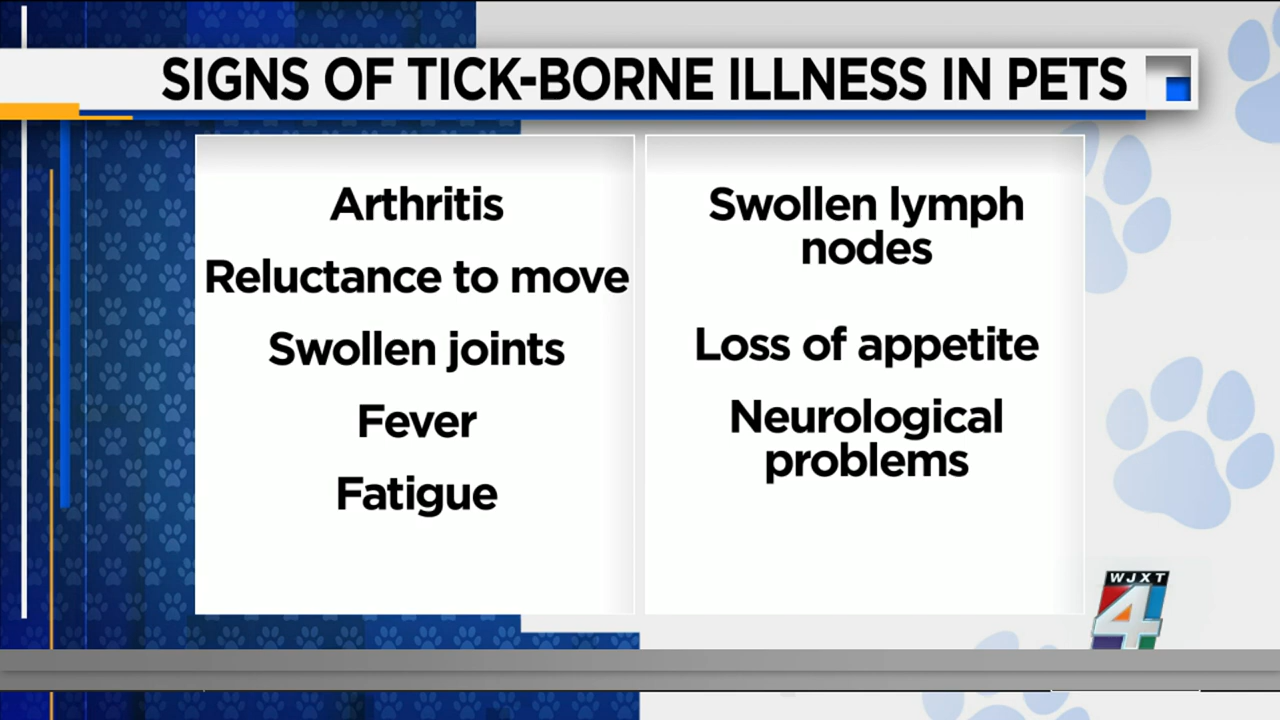 SIGNS OF TICK-BORNE ILLNESS IN PETS
Arthritis
Reluctance to move
Swollen joints
Fever
Fatigue
Swollen lymph
nodes
Loss of appetite
Neurological
problems
WJXT
4